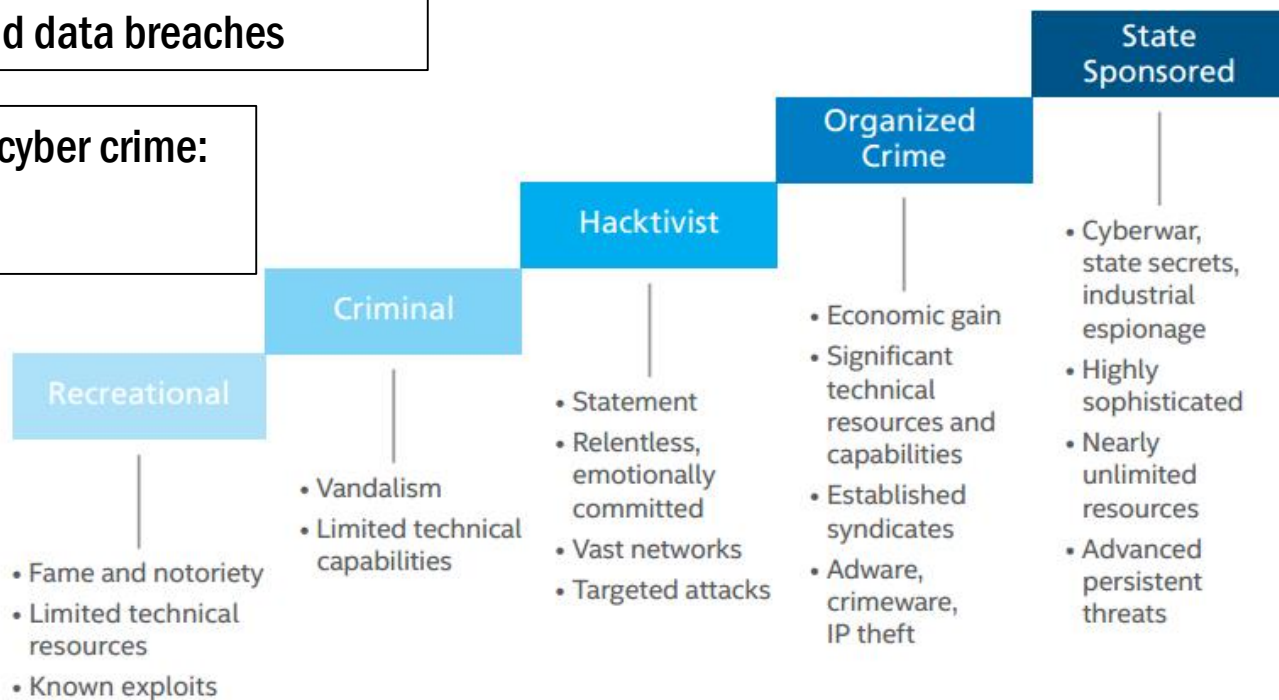 d data breaches
cyber crime:
Recreational
• Fame and notoriety
• Limited technical
resources
• Known exploits
Criminal
• Vandalism
• Limited technical
capabilities
Hacktivist
• Statement
• Relentless,
emotionally
committed
• Vast networks
• Targeted attacks
Organized
Crime
• Economic gain
• Significant
technical
resources and
capabilities
• Established
syndicates
• Adware,
crimeware,
IP theft
State
Sponsored
• Cyberwar,
state secrets,
industrial
espionage
• Highly
sophisticated
• Nearly
unlimited
resources
• Advanced
persistent
threats